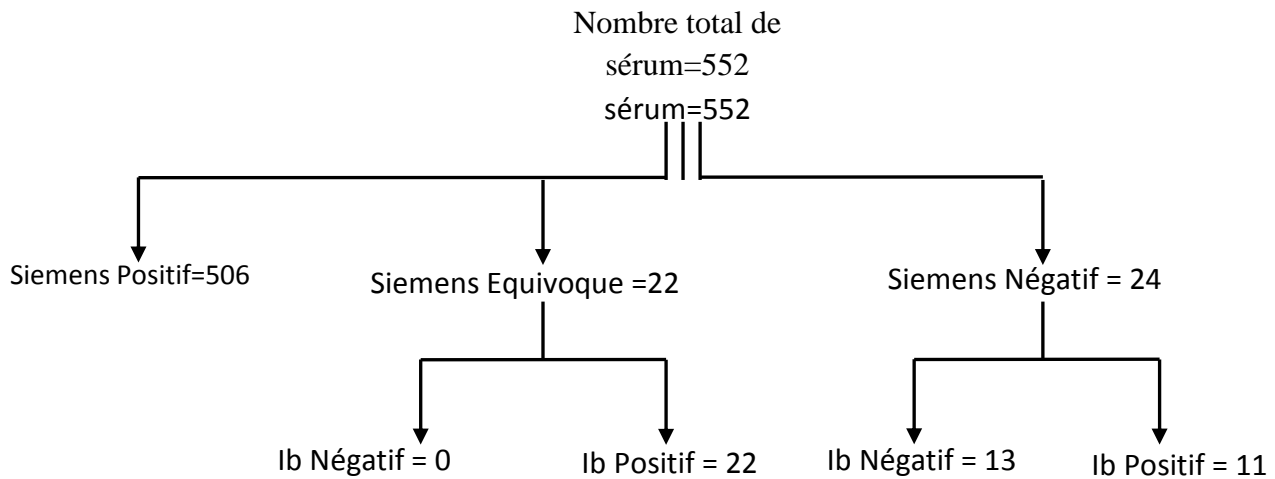 Nombre total de
sérum=552
sérum=552
Siemens Positif=506
Siemens Equivoque =22
Siemens Négatif = 24
Ib Négatif = 0
Ib Positif = 22
Ib Négatif = 13
Ib Positif = 11